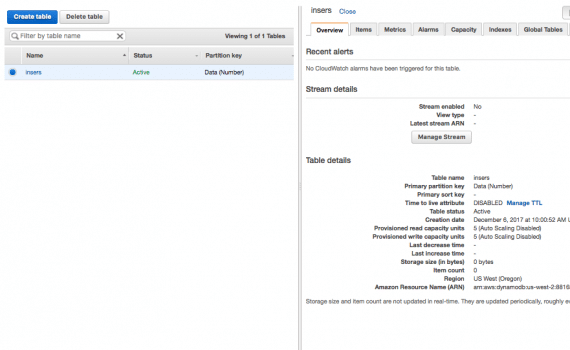 Create table Delete table
Filter by table name Viewing 1 of 1 Tables
Name Status Partition key
insers Active Data (Number)
insers Close
Overview Items Metrics Alarms Capacity Indexes Global Tables
Recent alerts
No CloudWatch alarms have been triggered for this table.
Stream details
Stream enabled No
View type -
Latest stream ARN -
Manage Stream
Table details
Table name insers
Primary partition key Data (Number)
Primary sort key -
Time to live attribute DISABLED Manage TTL
Table status Active
Creation date December 6, 2017 at 10:00:52 AM
Provisioned read capacity units 5 (Auto Scaling Disabled)
Provisioned write capacity units 5 (Auto Scaling Disabled)
Last decrease time -
Last increase time -
Storage size (in bytes) 0 bytes
Item count 0
Region US West (Oregon)
Amazon Resource Name (ARN) arn:aws:dynamodb:us-west-2:8816
Storage size and item count are not updated in real-time. They are updated periodically, roughly